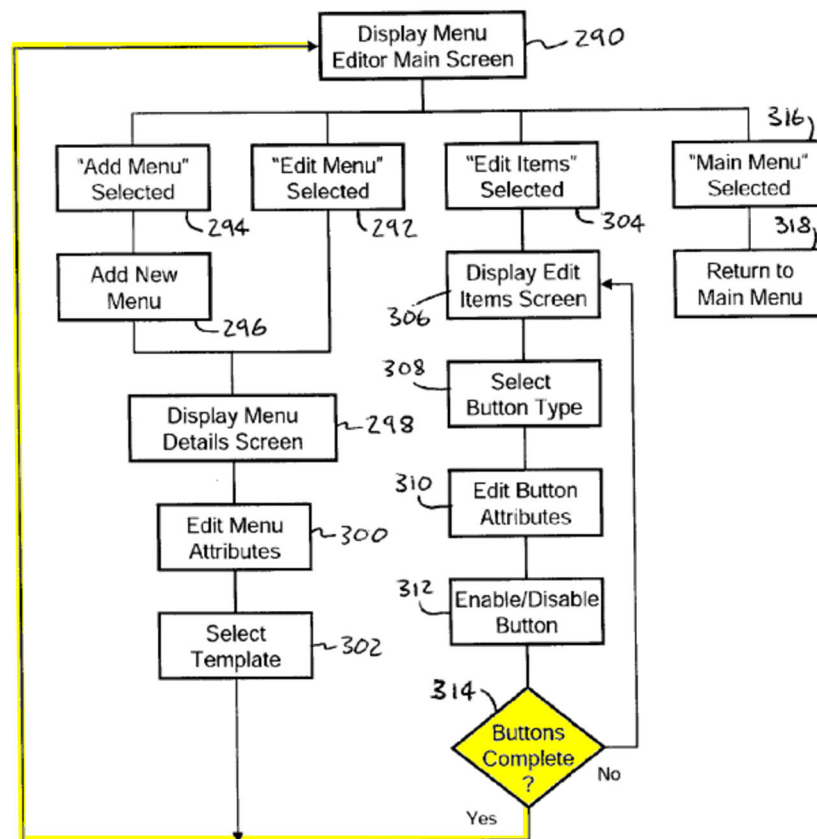 Display Menu
Editor Main Screen
290
"Add Menu"
Selected
294
"Edit Menu"
Selected
292
"Edit Items"
Selected
304
316
"Main Menu"
Selected
Add New
Menu
296
Display Edit
Items Screen
306
318
Return to
Main Menu
308
Select
Button Type
Display Menu
Details Screen
298
310
Edit Button
Attributes
Edit Menu
Attributes
300
312
Enable/Disable
Button
Select
Template
302
314
Buttons
Complete
?
No
Yes